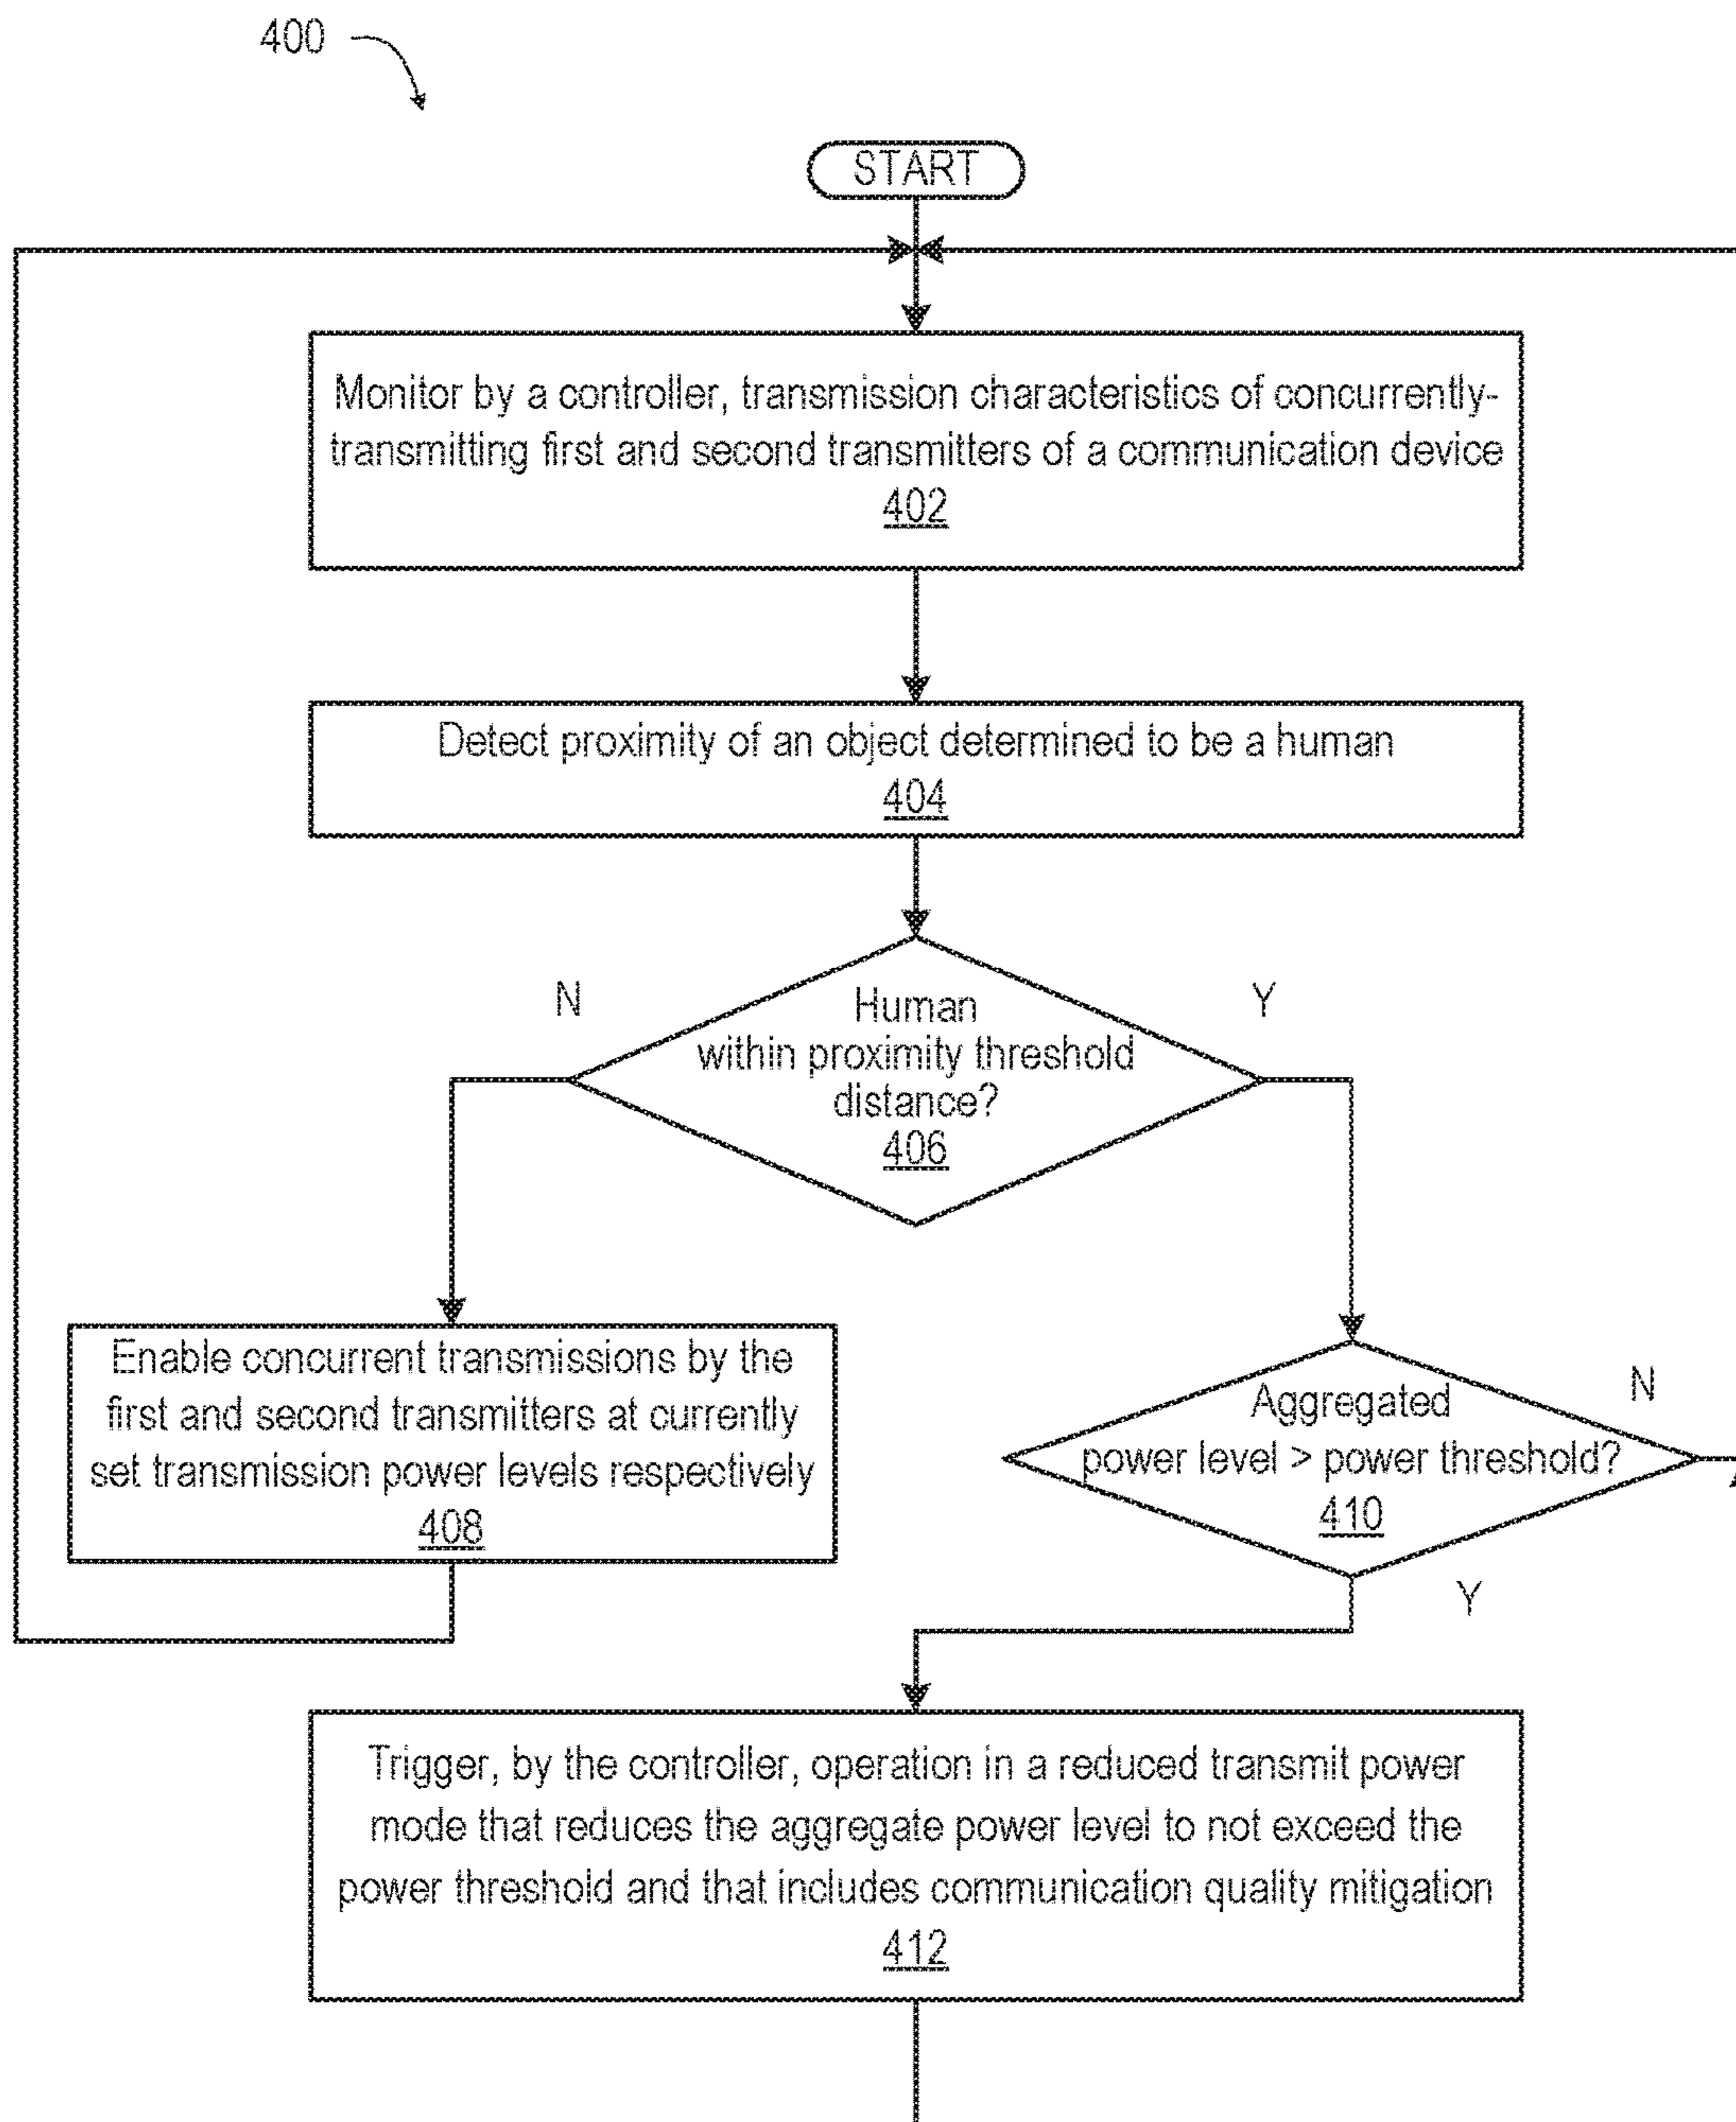 400
START
Monitor by a controller, transmission characteristics of concurrently-
transmitting first and second transmitters of a communication device
402
Detect proximity of an object determined to be a human
404
N
Y
Human
within proximity threshold
distance?
406
Enable concurrent transmissions by the
first and second transmitters at currently
set transmission power levels respectively
408
N
Aggregated
power level > power threshold?
410
Y
Trigger, by the controller, operation in a reduced transmit power
mode that reduces the aggregate power level to not exceed the
power threshold and that includes communication quality mitigation
412